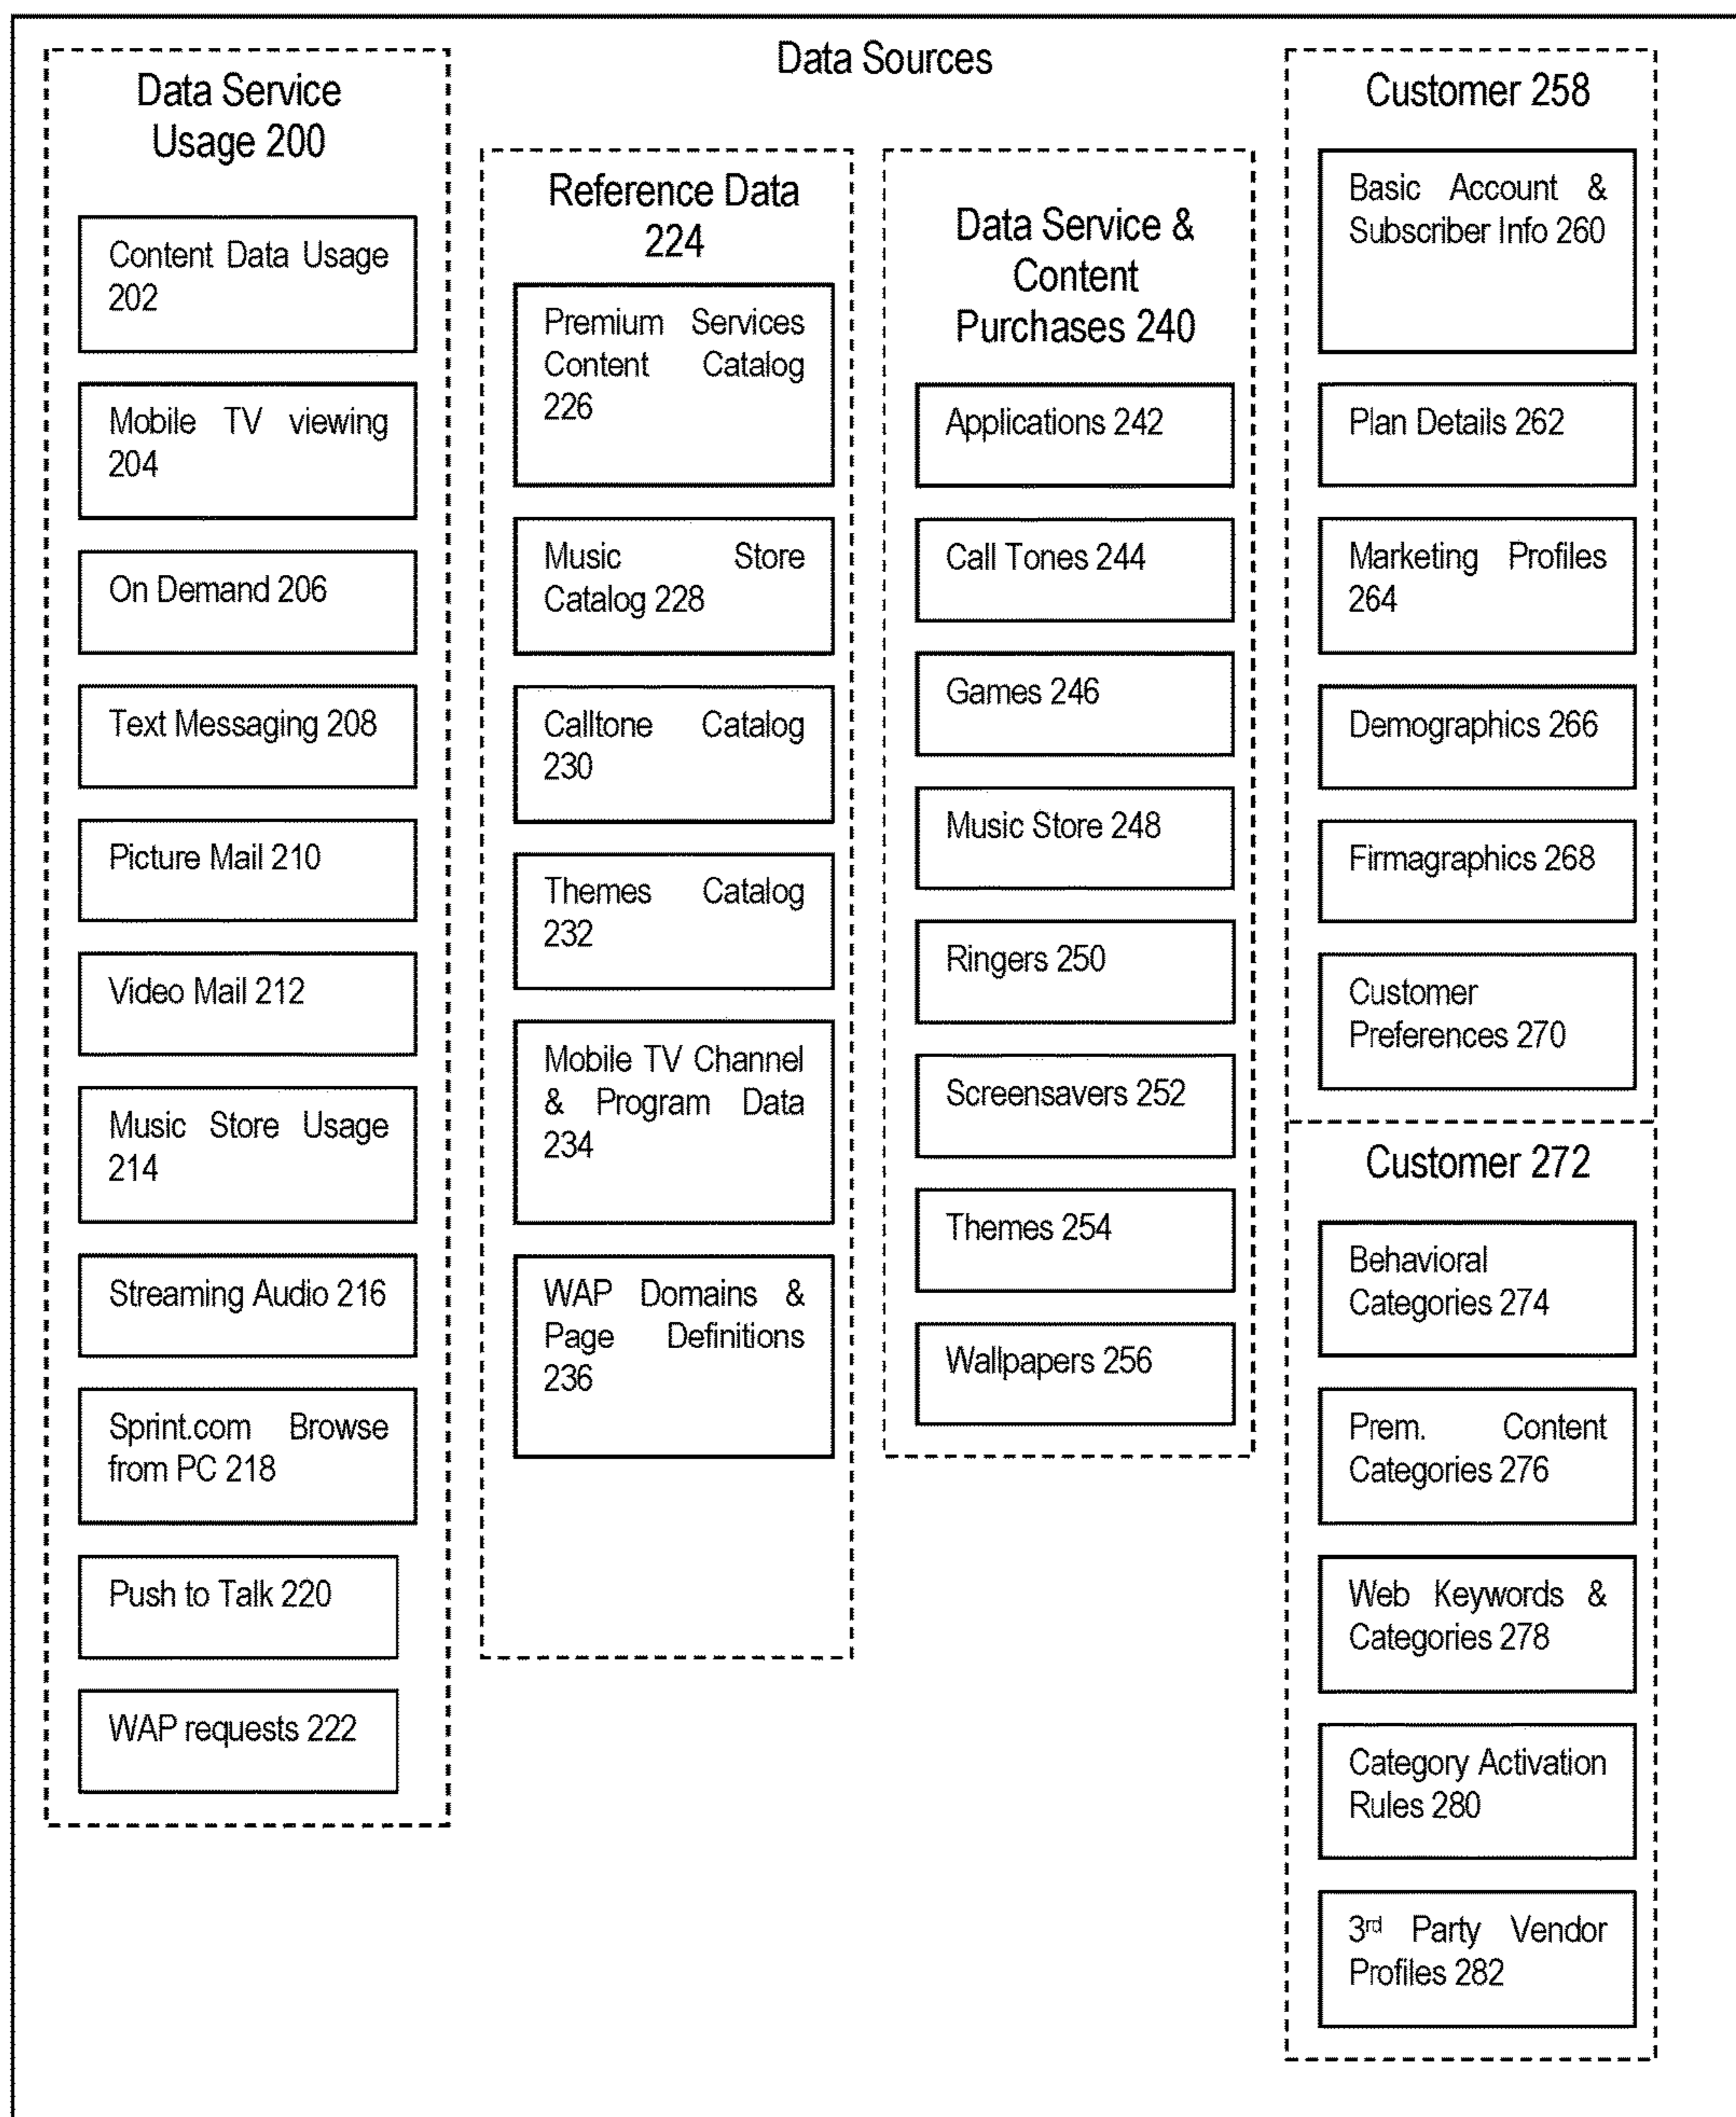 Data Sources
Data Service
Usage 200
Content Data Usage
202
Mobile TV viewing
204
On Demand 206
Text Messaging 208
Picture Mail 210
Video Mail 212
Music Store Usage
214
Streaming Audio 216
Sprint.com Browse
from PC 218
Push to Talk 220
WAP requests 222
Reference Data
224
Premium Services
Content Catalog
226
Music Store
Catalog 228
Calltone Catalog
230
Themes Catalog
232
Mobile TV Channel
& Program Data
234
WAP Domains &
Page Definitions
236
Data Service &
Content
Purchases 240
Applications 242
Call Tones 244
Games 246
Music Store 248
Ringers 250
Screensavers 252
Themes 254
Wallpapers 256
Customer 258
Basic Account &
Subscriber Info 260
Plan Details 262
Marketing Profiles
264
Demographics 266
Firmagraphics 268
Customer
Preferences 270
Customer 272
Behavioral
Categories 274
Prem. Content
Categories 276
Web Keywords &
Categories 278
Category Activation
Rules 280
3rd Party Vendor
Profiles 282